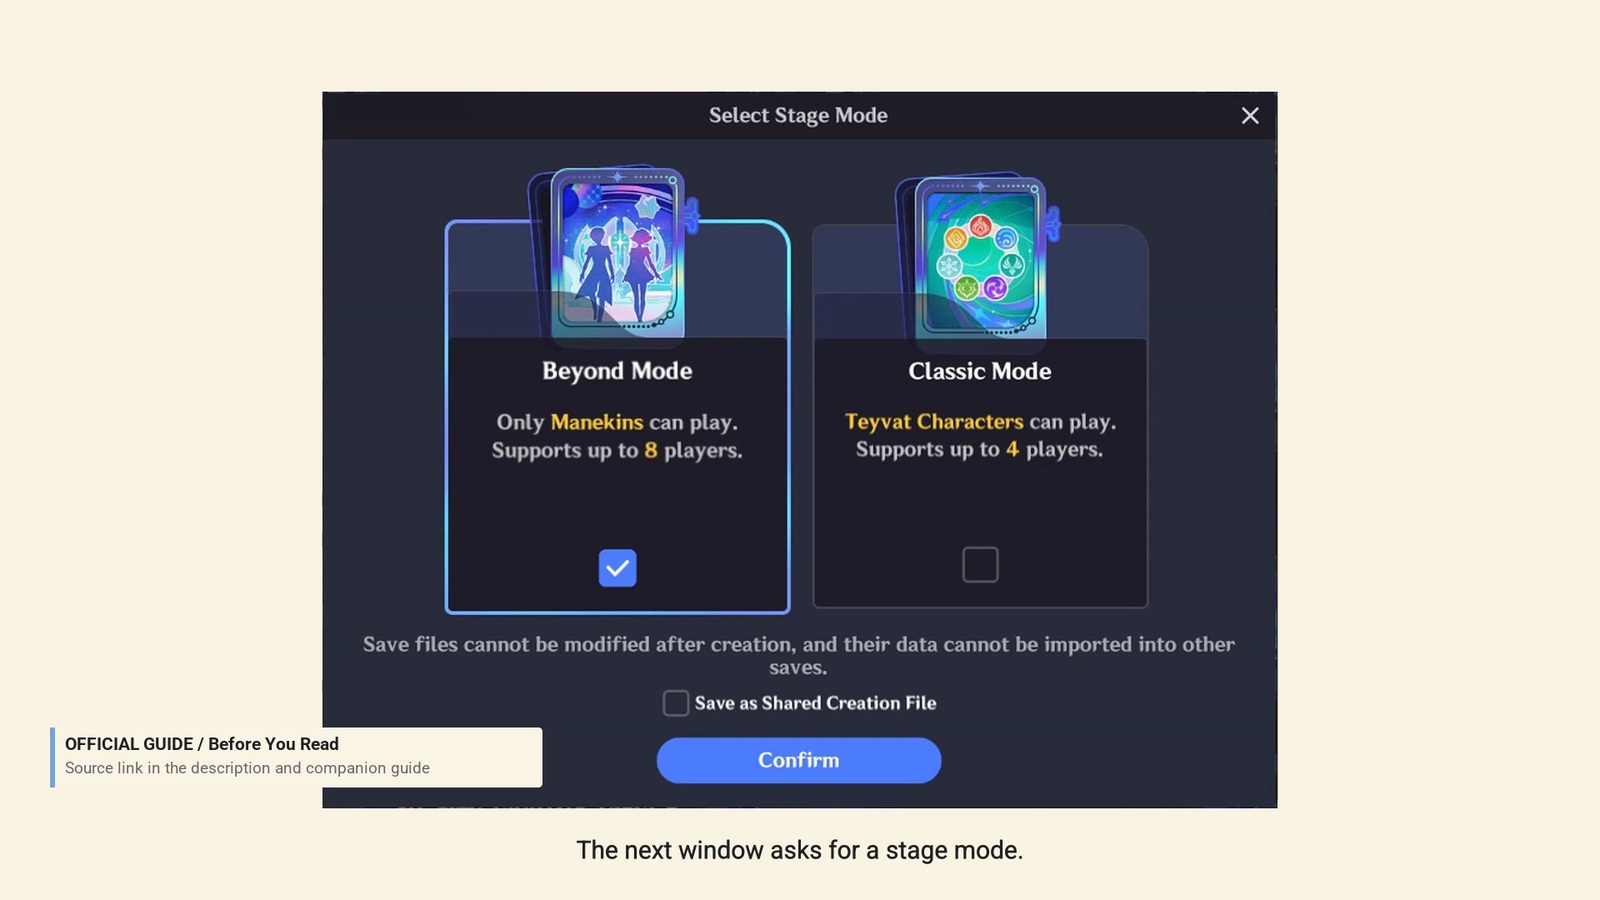 Select Stage Mode
Beyond Mode
Only Manekins can play.
Supports up to 8 players.
Classic Mode
Teyvat Characters can play.
Supports up to 4 players.
Save files cannot be modified after creation, and their data cannot be imported into other
saves.
Save as Shared Creation File
Confirm
OFFICIAL GUIDE / Before You Read
Source link in the description and companion guide
The next window asks for a stage mode.